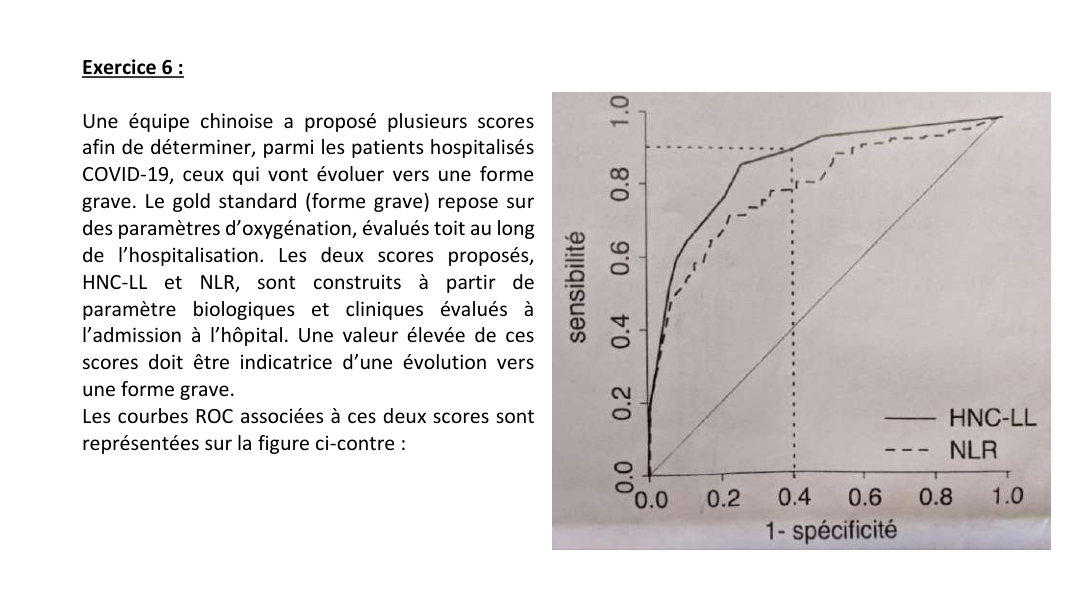 Exercice 6 :
Une équipe chinoise a proposé plusieurs scores
afin de déterminer, parmi les patients hospitalisés
COVID-19, ceux qui vont évoluer vers une forme
grave. Le gold standard (forme grave) repose sur
des paramètres d'oxygénation, évalués toit au long
de l'hospitalisation. Les deux scores proposés,
HNC-LL et NLR, sont construits à partir de
paramètre biologiques et cliniques évalués à
l'admission à l'hôpital. Une valeur élevée de ces
scores doit être indicatrice d'une évolution vers
une forme grave.
Les courbes ROC associées à ces deux scores sont
représentées sur la figure ci-contre :
sensibilité
1.0
0.8
0.6
0.4
0.2
0.0
HNC-LL
NLR
0.0 0.2 0.4 0.6 0.8 1.0
1- spécificité